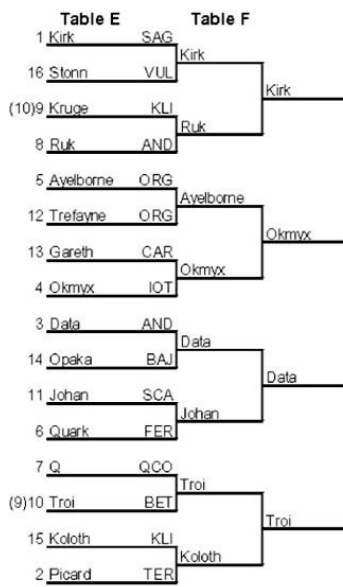 Table E Table F
1 Kirk SAG
Kirk
16 Stonn VUL
Kirk
(10)9 Kruge KLI
Ruk
8 Ruk AND
5 Ayelborne ORG
Ayelborne
12 Trefayne ORG
Okmyx
13 Gareth CAR
Okmyx
4 Okmyx IOT
3 Data AND
Data
14 Opaka BAJ
Data
11 Johan SCA
Johan
6 Quark FER
7 Q QCO
Troi
(9)10 Troi BET
Troi
15 Koloth KLI
Koloth
2 Picard TER